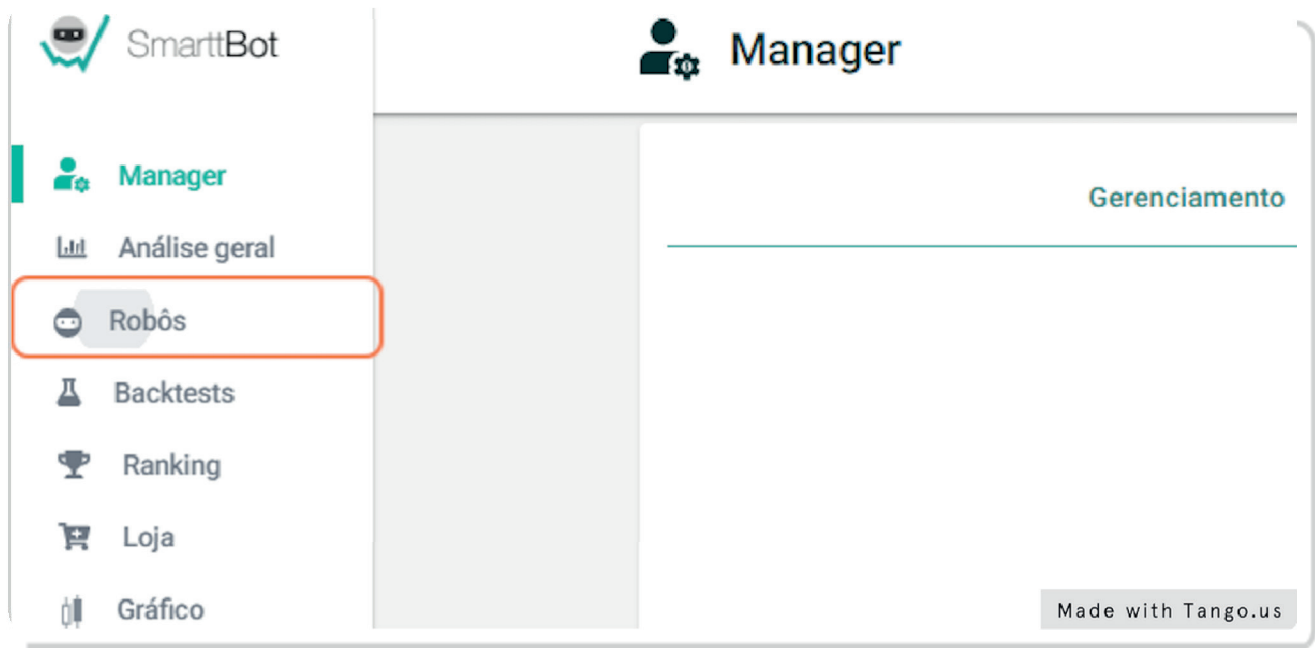 SmarttBot
Manager
Manager
Análise geral
Robôs
Backtests
Ranking
Loja
Gráfico
Gerenciamento
Made with Tango.us